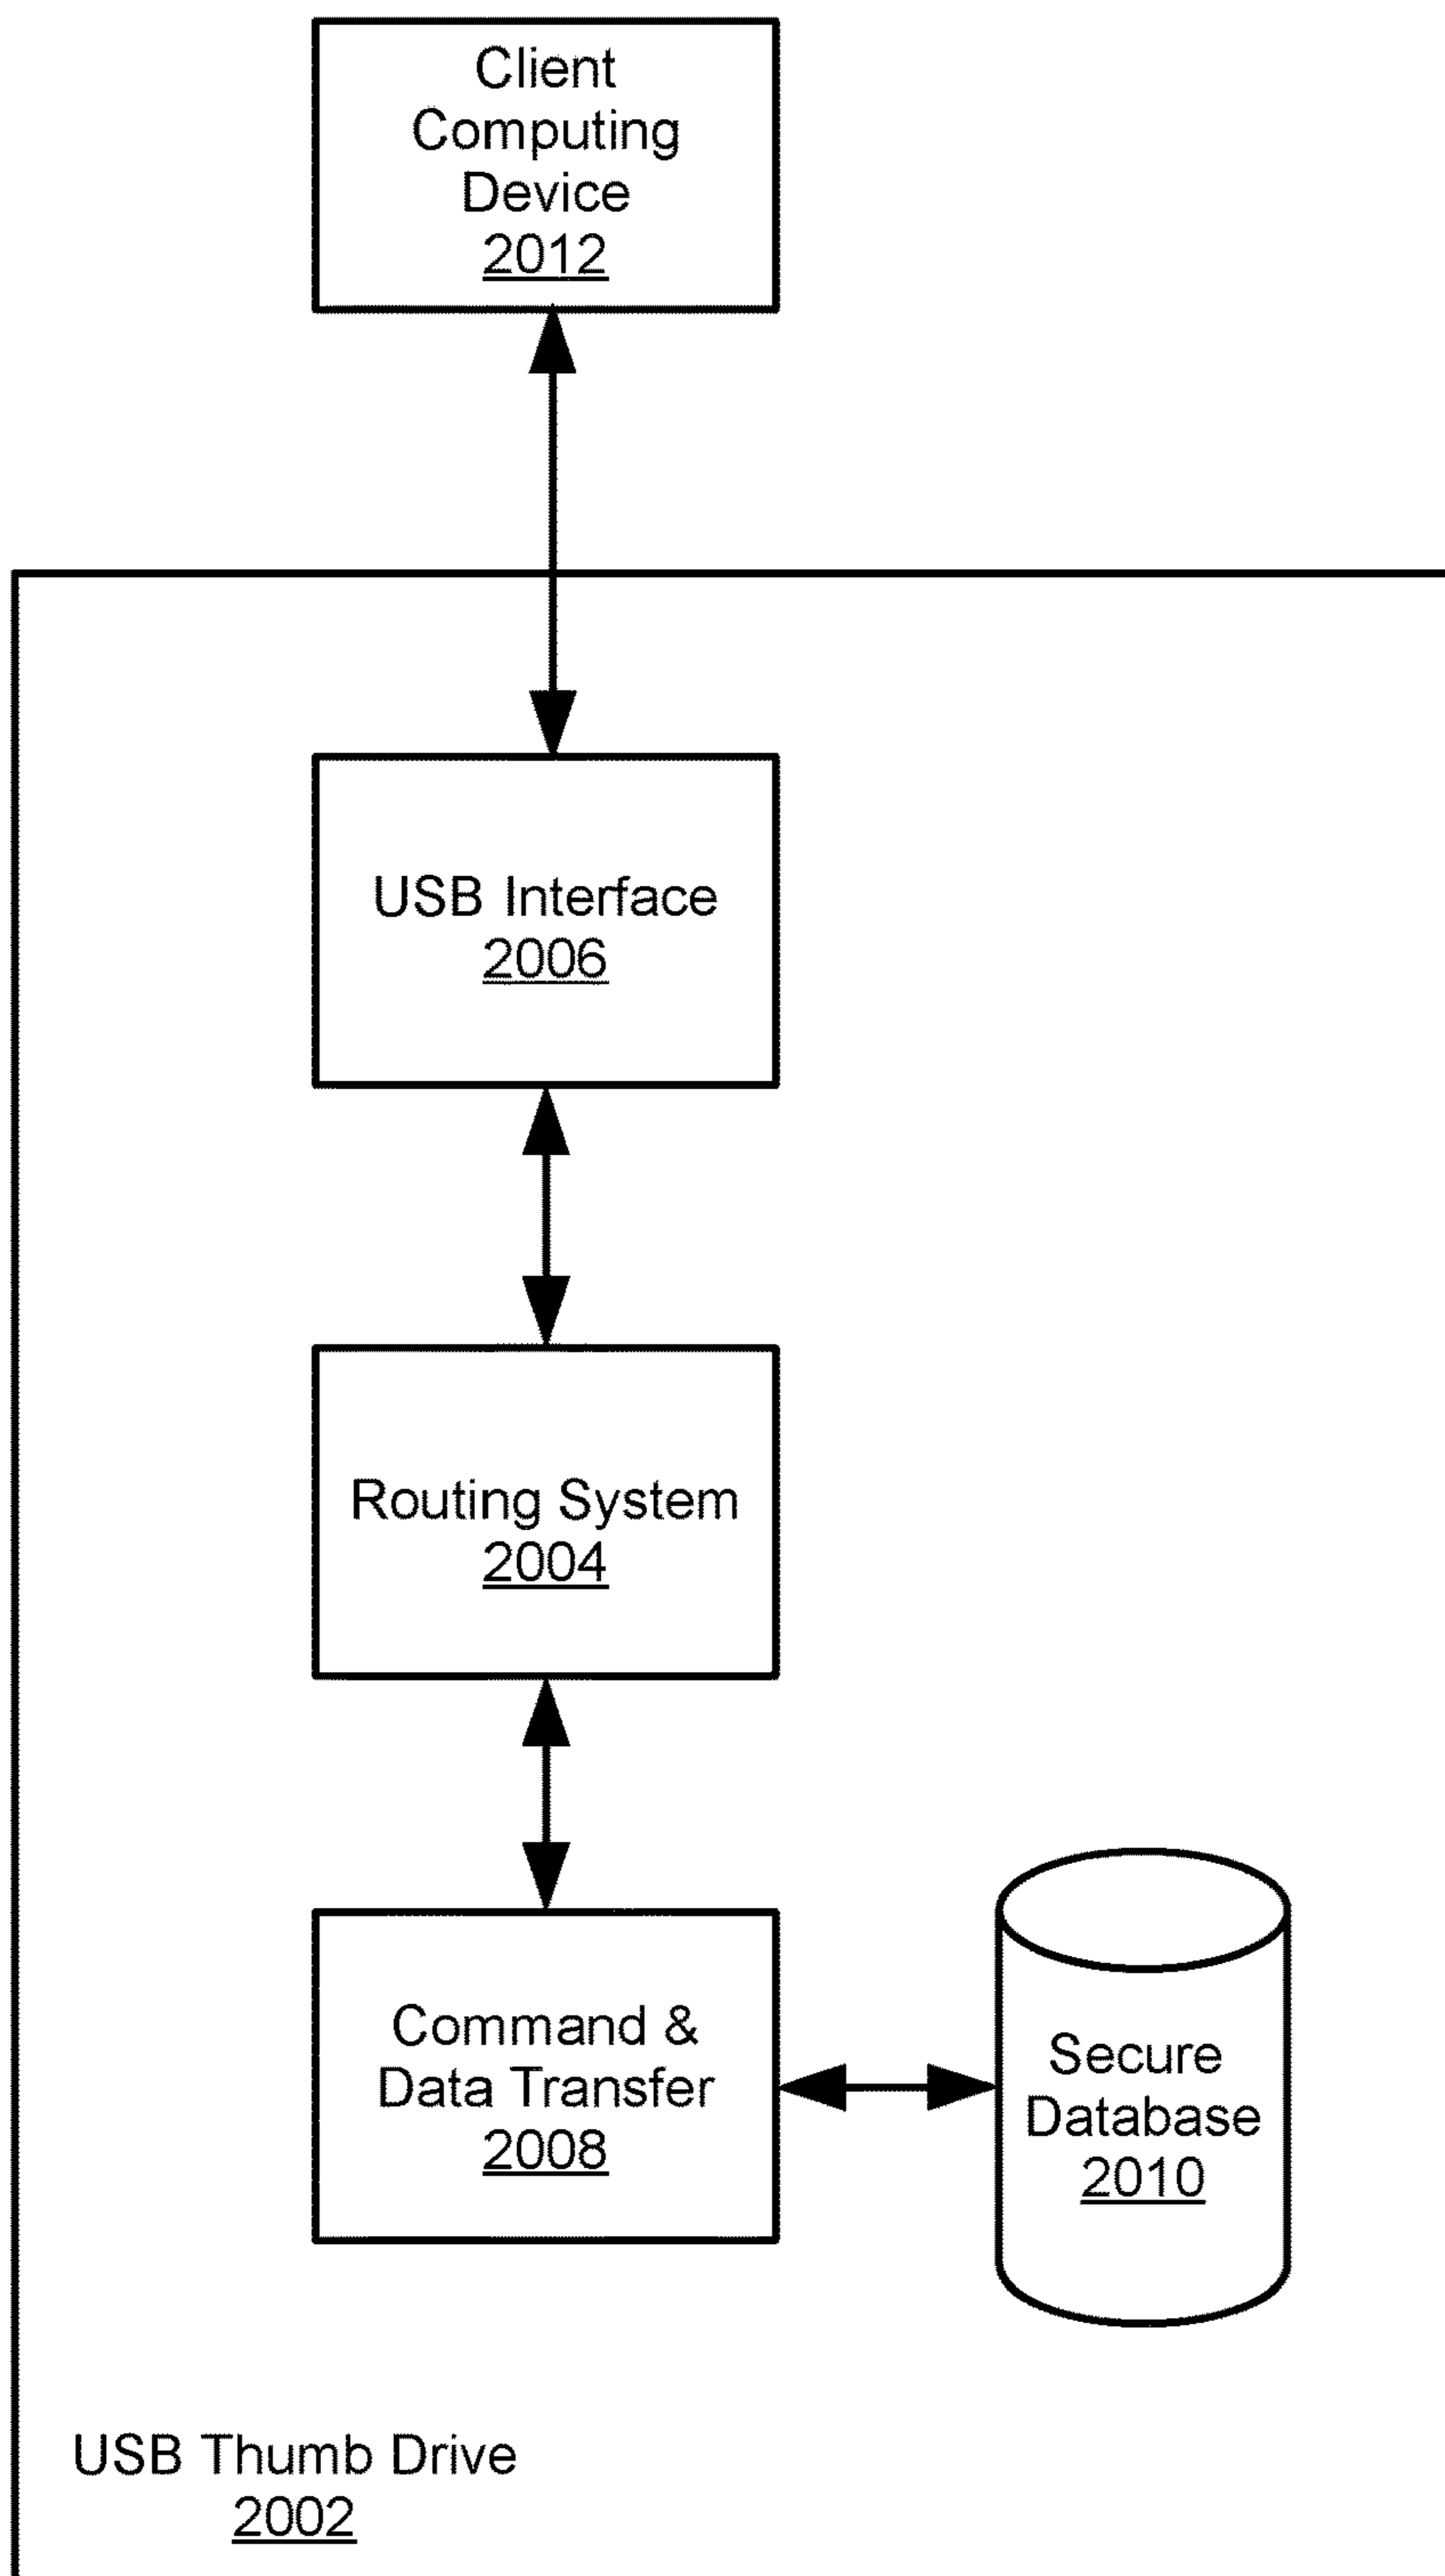 Client
Computing
Device
2012
USB Interface
2006
Routing System
2004
Command &
Data Transfer
2008
Secure
Database
2010
USB Thumb Drive
2002